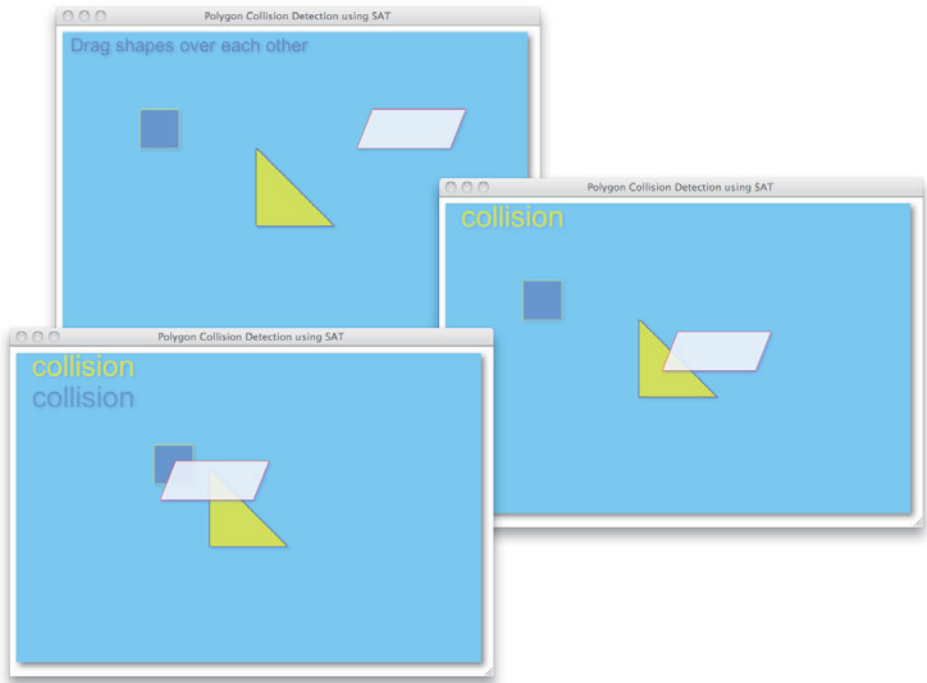 Polygon Collision Detection using SAT
Drag shapes over each other
Polygon Collision Detection using SAT
collision
Polygon Collision Detection using SAT
collision
collision